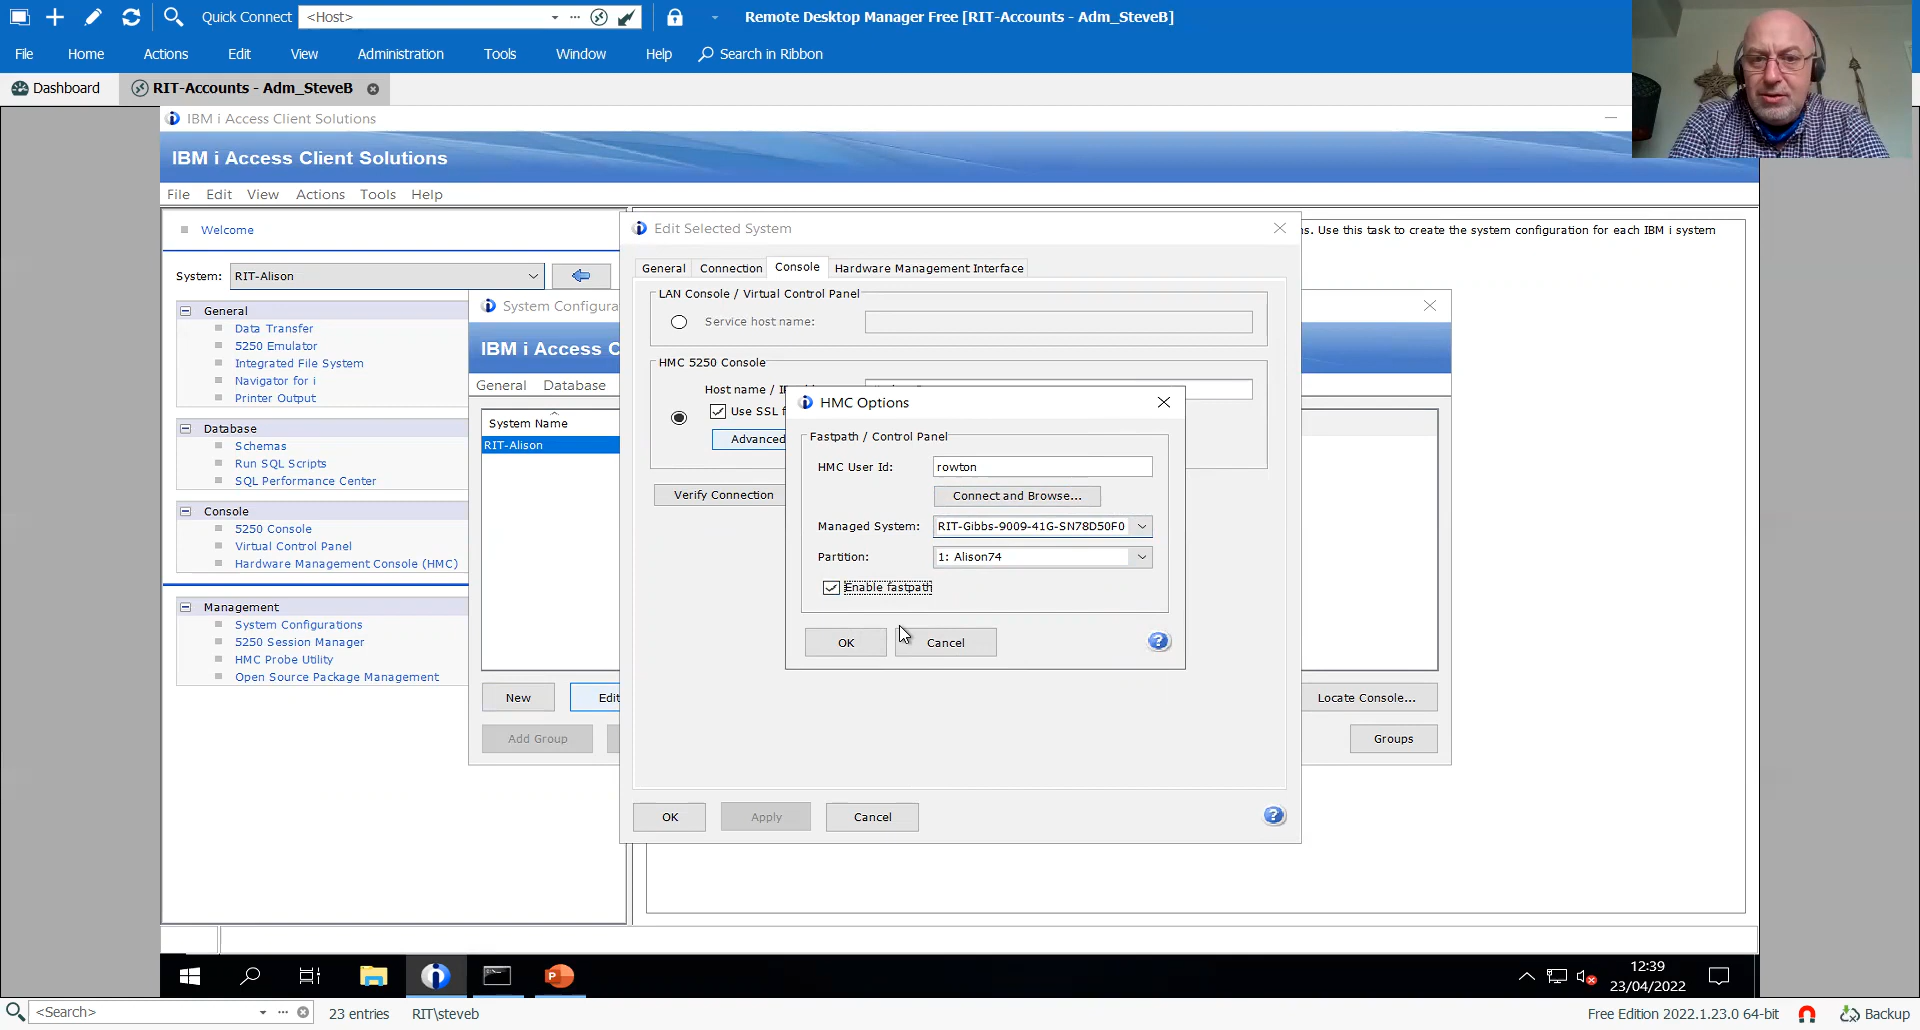 Quick Connect
<Host>
Remote Desktop Manager Free [RIT-Accounts - Adm_SteveB]
File
Home
Actions
Edit
View
Administration
Tools
Window
Help
Search in Ribbon
Dashboard
RIT-Accounts - Adm_SteveB
IBM i Access Client Solutions
IBM i Access Client Solutions
File Edit View Actions Tools Help
Welcome
System: RIT-Alison
General
Data Transfer
5250 Emulator
Integrated File System
Navigator for i
Printer Output
Database
Schemas
Run SQL Scripts
SQL Performance Center
Console
5250 Console
Virtual Control Panel
Hardware Management Console (HMC)
Management
System Configurations
5250 Session Manager
HMC Probe Utility
Open Source Package Management
. Use this task to create the system configuration for each IBM i system
System Configura
IBM i Access C
General Database
System Name
RIT-Alison
New
Edit
Add Group
Locate Console...
Groups
Edit Selected System
General
Connection
Console
Hardware Management Interface
LAN Console / Virtual Control Panel
Service host name:
HMC 5250 Console
Host name /
Use SSL
Advanced
Verify Connection
OK
Apply
Cancel
HMC Options
Fastpath / Control Panel
HMC User Id: rowton
Connect and Browse...
Managed System: RIT-Gibbs-9009-41G-SN78D50F0
Partition: 1: Alison74
Enable fastpath
OK
Cancel
12:39
23/04/2022
<Search>
23 entries
RIT\steveb
Free Edition 2022.1.23.0 64-bit
Backup